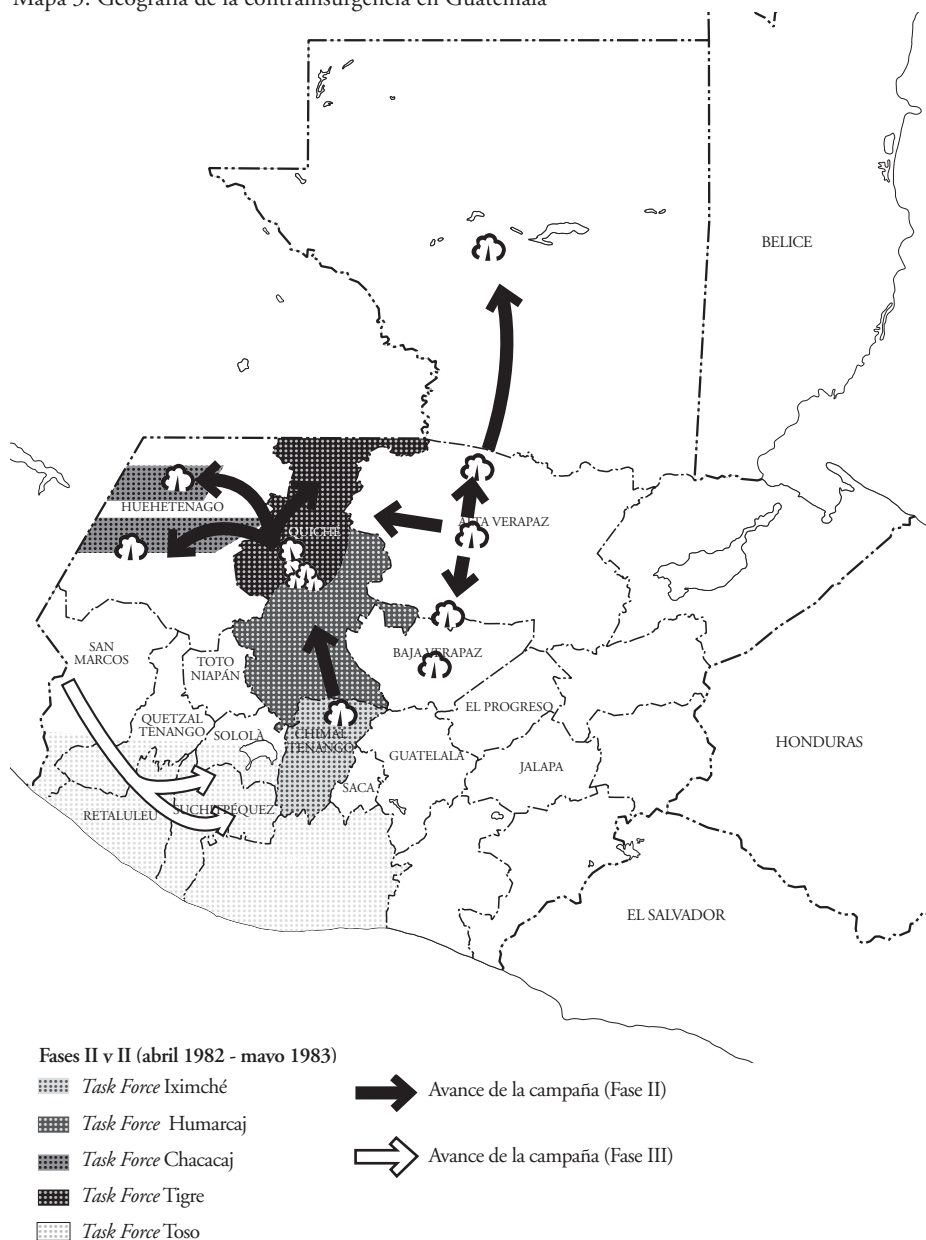 Mapa 3. Geografía de la contrainsurgencia en Guatemala
BELICE
HUEHETENAGO
QUICHÉ
ALTA VERAPAZ
SAN
MARCOS
TOTO
NIAPÁN
BAJA VERAPAZ
QUETZAL
TENANGO
SOLOLÀ
CHIMAL
TENANGO
EL PROGRESO
GUATELALA
HONDURAS
JALAPA
SACA
RETALULEU
SUCHITPÉQUEZ
EL SALVADOR
Fases II y II (abril 1982 - mayo 1983)
Task Force Iximché
Task Force Humarcaj
Task Force Chacacaj
Task Force Tigre
Task Force Toso
Avance de la campaña (Fase II)
Avance de la campaña (Fase III)